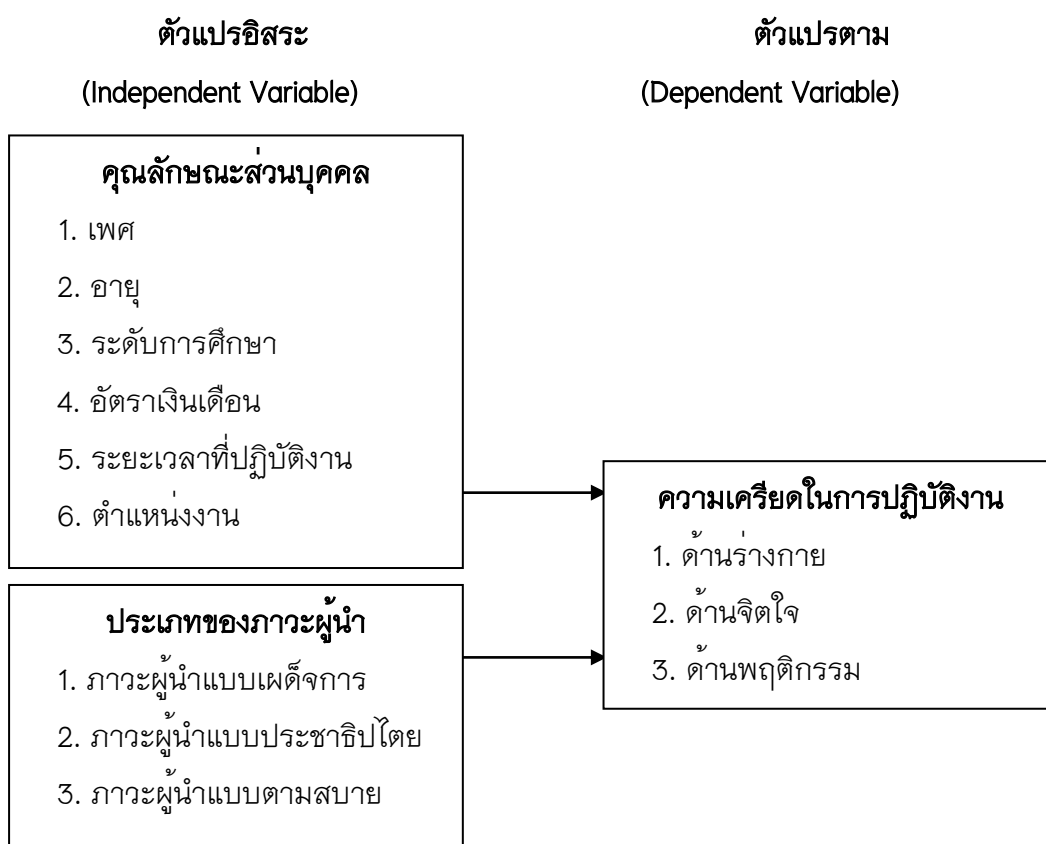 ตัวแปรอิสระ
(Independent Variable)
ตัวแปรตาม
(Dependent Variable)
คุณลักษณะส่วนบุคคล
1. เพศ
2. อายุ
3. ระดับการศึกษา
4. อัตราเงินเดือน
5. ระยะเวลาที่ปฏิบัติงาน
6. ตำแหน่งงาน
ประเภทของภาวะผู้นำ
1. ภาวะผู้นำแบบเผด็จการ
2. ภาวะผู้นำแบบประชาธิปไตย
3. ภาวะผู้นำแบบตามสบาย
ความเครียดในการปฏิบัติงาน
1. ด้านร่างกาย
2. ด้านจิตใจ
3. ด้านพฤติกรรม